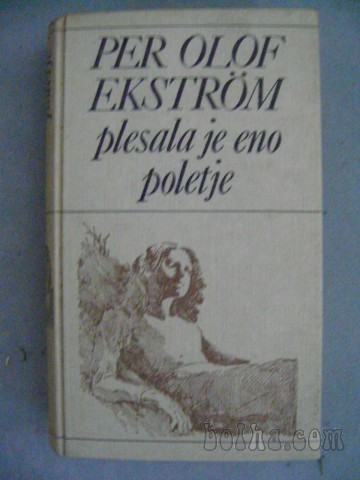 PER OLOF
EKSTRÖM
plesala je eno
poletje
bolha.com